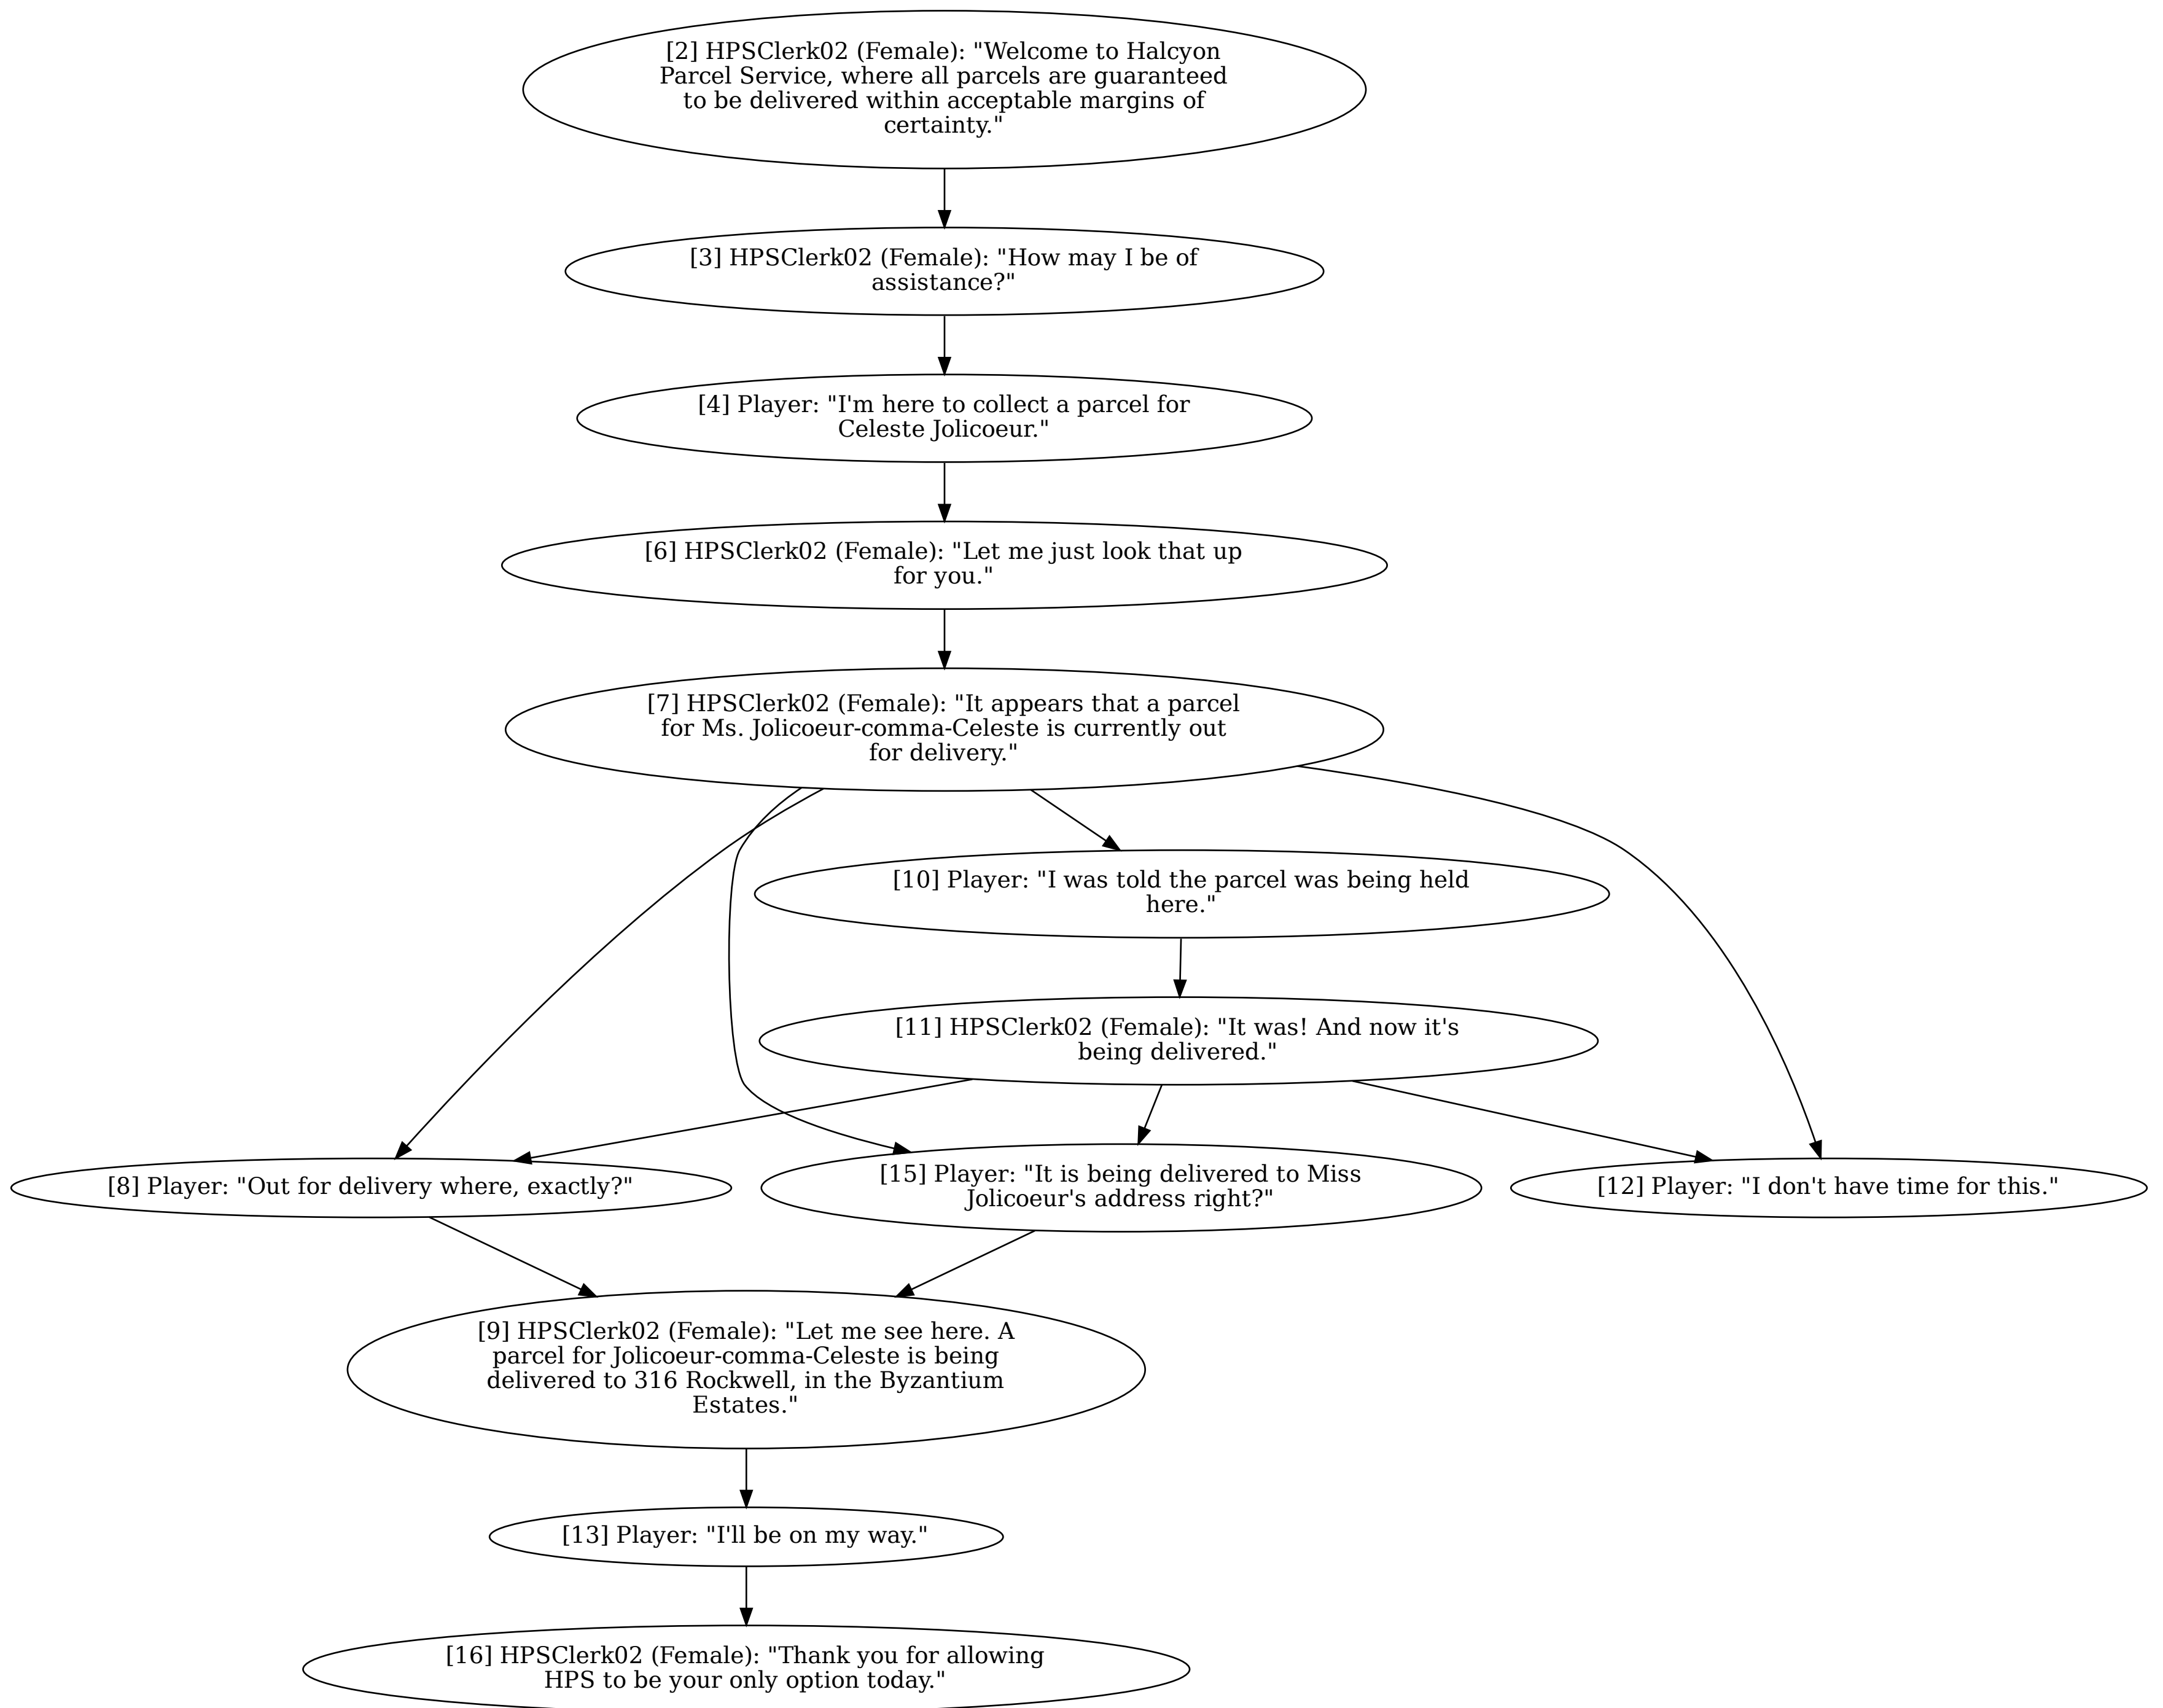 [2] HPSClerk02 (Female): "Welcome to Halcyon
Parcel Service, where all parcels are guaranteed
to be delivered within acceptable margins of
certainty."
[3] HPSClerk02 (Female): "How may I be of
assistance?"
[4] Player: "I'm here to collect a parcel for
Celeste Jolicoeur."
[6] HPSClerk02 (Female): "Let me just look that up
for you."
[7] HPSClerk02 (Female): "It appears that a parcel
for Ms. Jolicoeur-comma-Celeste is currently out
for delivery."
[10] Player: "I was told the parcel was being held
here."
[11] HPSClerk02 (Female): "It was! And now it's
being delivered."
[8] Player: "Out for delivery where, exactly?"
[15] Player: "It is being delivered to Miss
Jolicoeur's address right?"
[12] Player: "I don't have time for this."
[9] HPSClerk02 (Female): "Let me see here. A
parcel for Jolicoeur-comma-Celeste is being
delivered to 316 Rockwell, in the Byzantium
Estates."
[13] Player: "I'll be on my way."
[16] HPSClerk02 (Female): "Thank you for allowing
HPS to be your only option today."